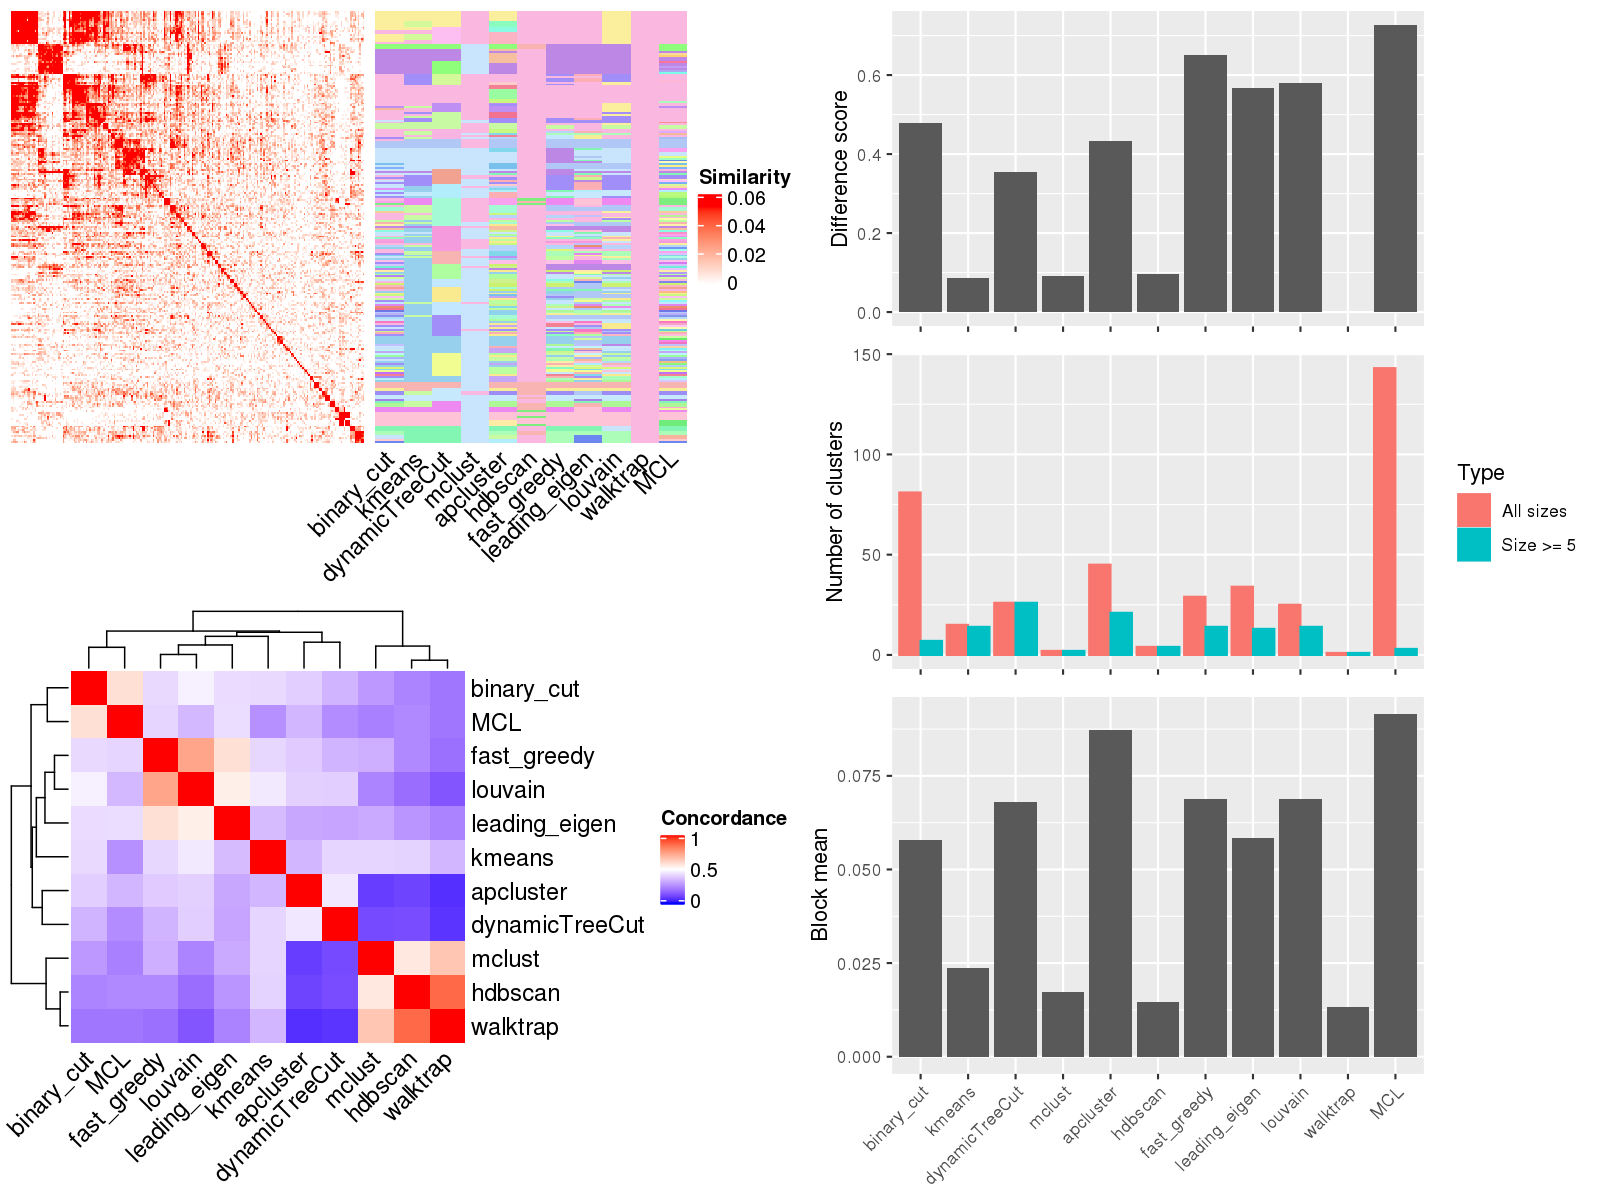 Similarity
0.06
0.04
0.02
0
binary_cut
kmeans
dynamicTreeCut
mclust
apcluster
hdbscan
fast_greedy
leading_eigen
louvain
walktrap
MCL
binary_cut
MCL
fast_greedy
louvain
leading_eigen
kmeans
apcluster
dynamicTreeCut
mclust
hdbscan
walktrap
Concordance
1
0.5
0
binary_cut
MCL
fast_greedy
louvain
leading_eigen
kmeans
apcluster
dynamicTreeCut
mclust
hdbscan
walktrap
Difference score
0.6
0.4
0.2
0.0
Number of clusters
150
100
50
0
Type
All sizes
Size >= 5
Block mean
0.075
0.050
0.025
0.000
binary_cut
kmeans
dynamicTreeCut
mclust
apcluster
hdbscan
fast_greedy
leading_eigen
louvain
walktrap
MCL